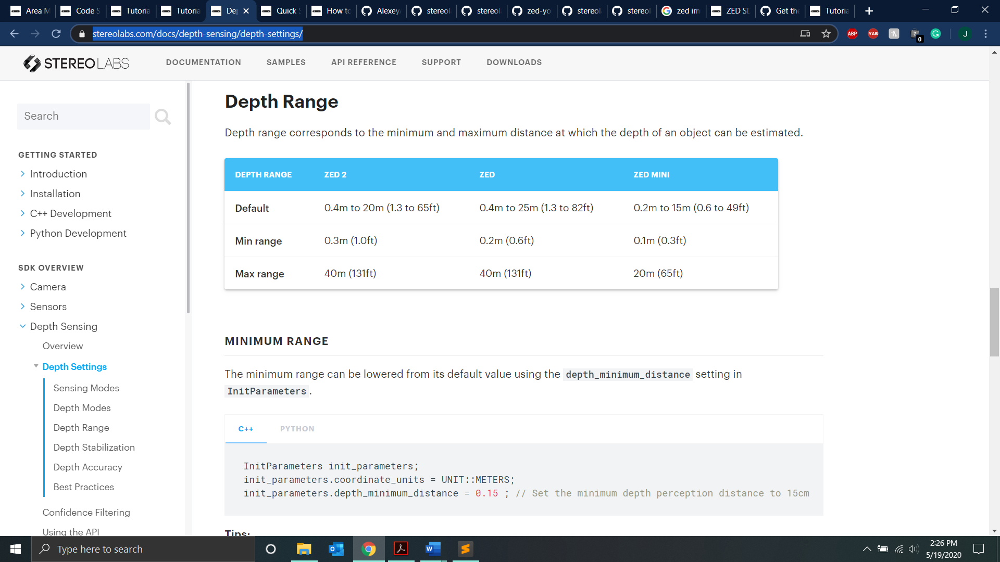 Area M
Code S
Tutoria
Tutoria
Dep
Quick S
How to
Alexey
stereol
stereol
zed-yo
stereol
stereol
zed im
ZED SD
Get the
Tutoria
stereolabs.com/docs/depth-sensing/depth-settings/
ABP
YAB
0
J
STEREOLABS
DOCUMENTATION SAMPLES API REFERENCE SUPPORT DOWNLOADS
Search
GETTING STARTED
Introduction
Installation
C++ Development
Python Development
SDK OVERVIEW
Camera
Sensors
Depth Sensing
Overview
Depth Settings
Sensing Modes
Depth Modes
Depth Range
Depth Stabilization
Depth Accuracy
Best Practices
Confidence Filtering
Using the API
Depth Range
Depth range corresponds to the minimum and maximum distance at which the depth of an object can be estimated.
DEPTH RANGE ZED 2 ZED ZED MINI
Default 0.4m to 20m (1.3 to 65ft) 0.4m to 25m (1.3 to 82ft) 0.2m to 15m (0.6 to 49ft)
Min range 0.3m (1.0ft) 0.2m (0.6ft) 0.1m (0.3ft)
Max range 40m (131ft) 40m (131ft) 20m (65ft)
MINIMUM RANGE
The minimum range can be lowered from its default value using the depth_minimum_distance setting in
InitParameters.
C++ PYTHON
InitParameters init_parameters;
init_parameters.coordinate_units = UNIT::METERS;
init_parameters.depth_minimum_distance = 0.15 ; // Set the minimum depth perception distance to 15cm
Tips:
Type here to search
2:26 PM
5/19/2020